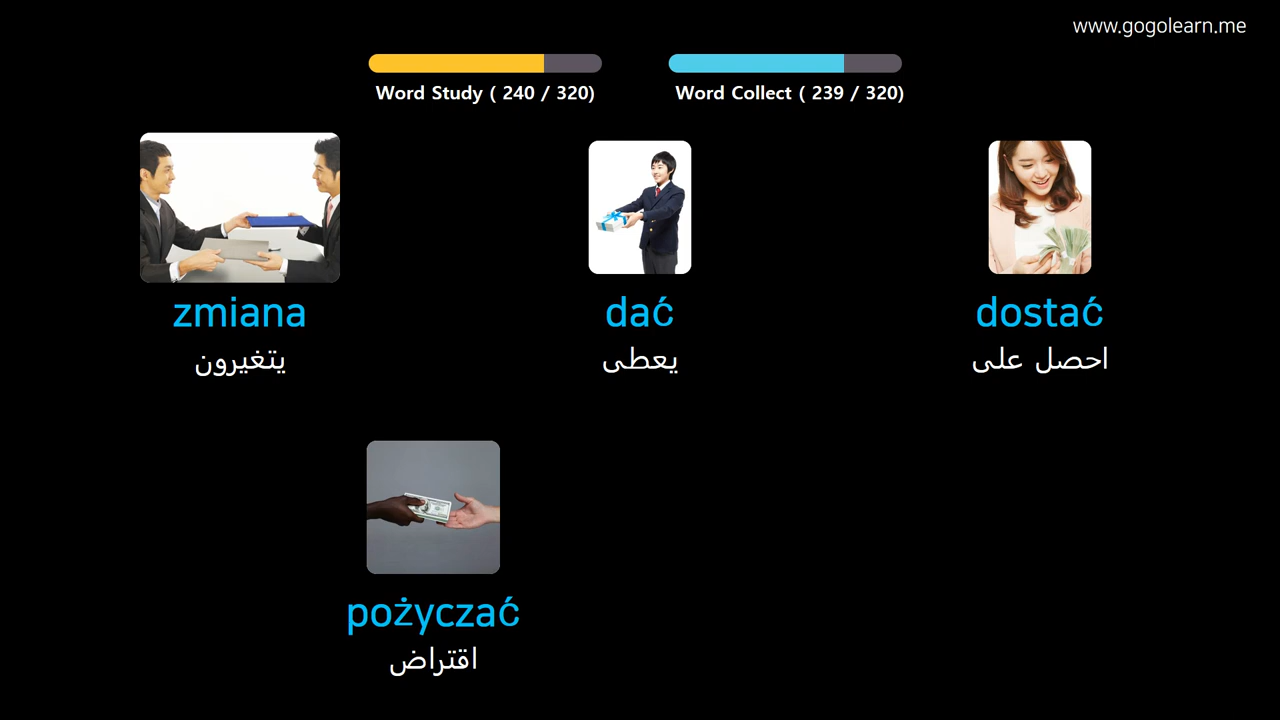 www.gogolearn.me
Word Study ( 240 / 320)
Word Collect ( 239 / 320)
zmiana
يتغيرون
dać
يعطى
dostać
احصل على
pożyczać
اقتراض